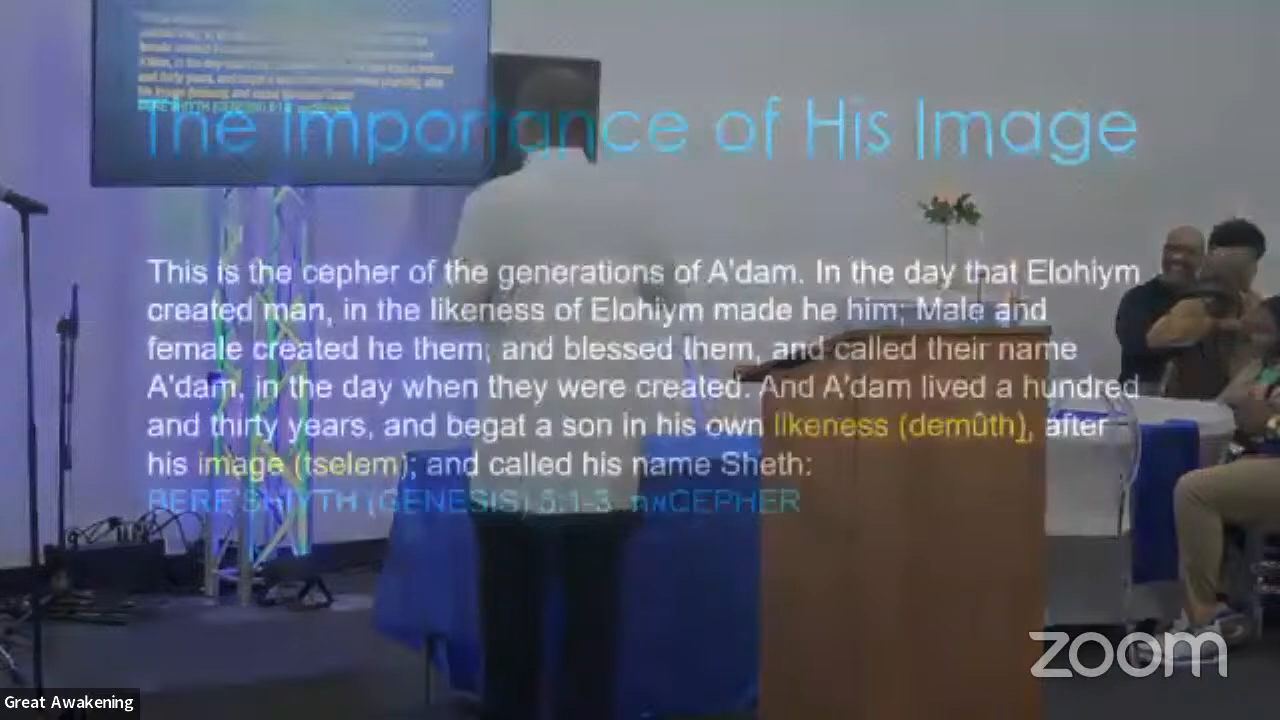 The Importance of His Image
This is the cepher of the generations of A'dam. In the day that Elohiym
created man, in the likeness of Elohiym made he him; Male and
female created he them; and blessed them, and called their name
A'dam, in the day when they were created. And A'dam lived a hundred
and thirty years, and begat a son in his own likeness (demûth), after
his image (tselem); and called his name Sheth:
BERE'SHIYTH (GENESIS) 5:1-3 את CEPHER
zoom
Great Awakening